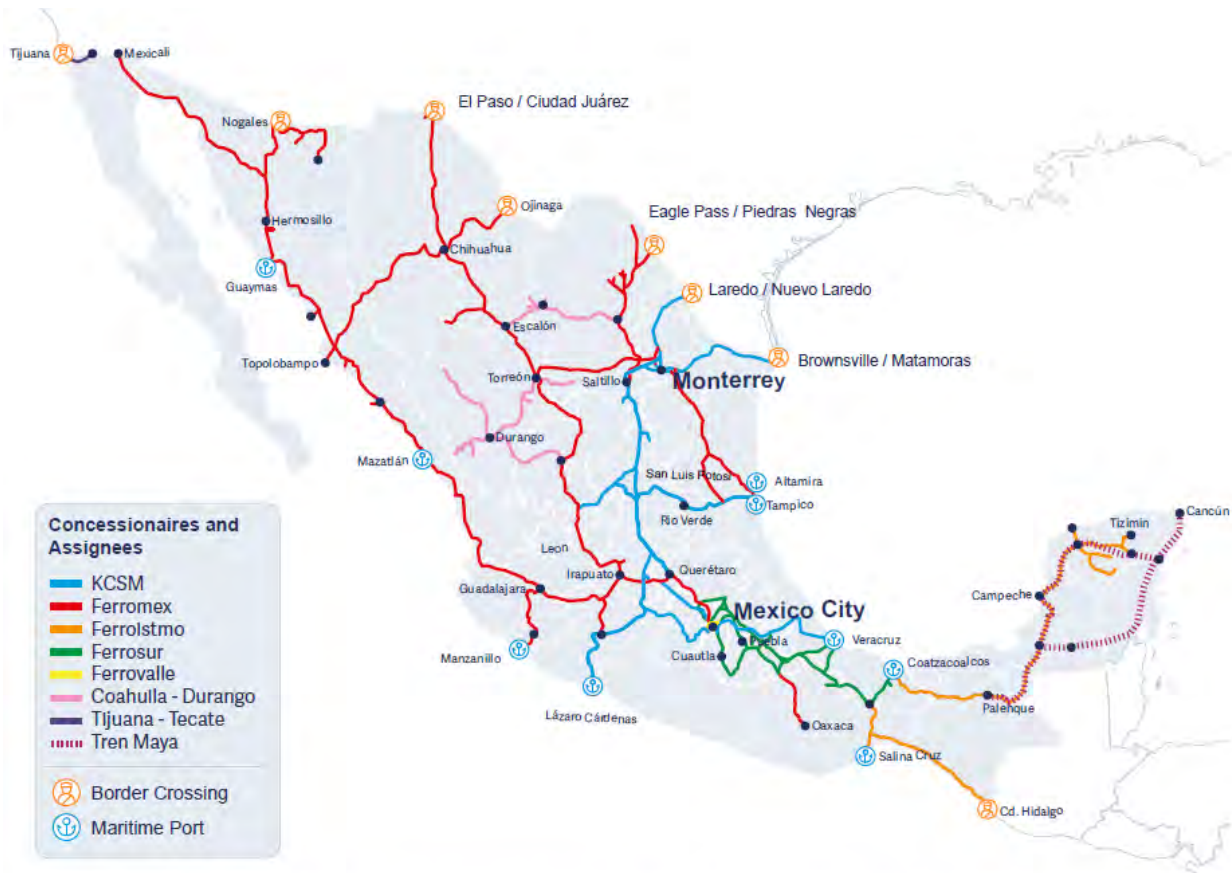 Tijuana
Mexicali
El Paso / Ciudad Juárez
Nogales
Ojinaga
Eagle Pass / Piedras Negras
Hermosillo
Chihuahua
Guaymas
Laredo / Nuevo Laredo
Escalón
Topolobampo
Brownsville / Matamoras
Torreón
Saltillo
Monterrey
Durango
Mazatlán
San Luis Potosi
Altamira
Tampico
Rio Verde
Cancún
Tizimin
Leon
Irapuato
Querétaro
Guadalajara
Campeche
Mexico City
Puebla
Veracruz
Manzanillo
Cuautla
Coatzacoalcos
Lázaro Cárdenas
Palenque
Oaxaca
Salina Cruz
Cd. Hidalgo
Concessionaires and
Assignees
KCSM
Ferromex
FerroIstmo
Ferrosur
Ferrovalle
Coahulla - Durango
Tijuana - Tecate
Tren Maya
Border Crossing
Maritime Port